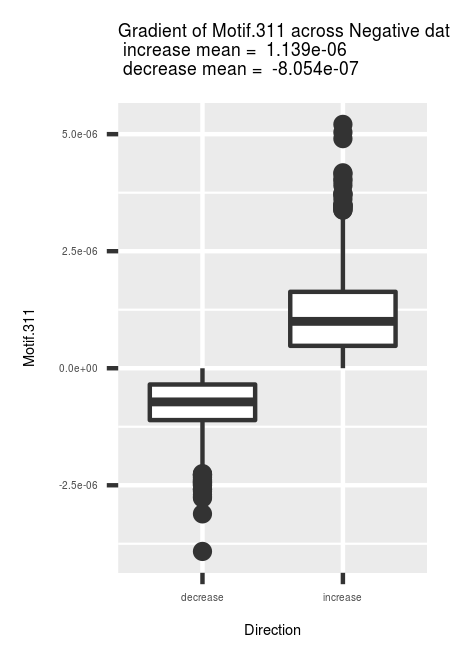 Gradient of Motif.311 across Negative dat
increase mean =  1.139e-06
decrease mean =  -8.054e-07
5.0e-06
2.5e-06
0.0e+00
-2.5e-06
Motif.311
decrease
increase
Direction